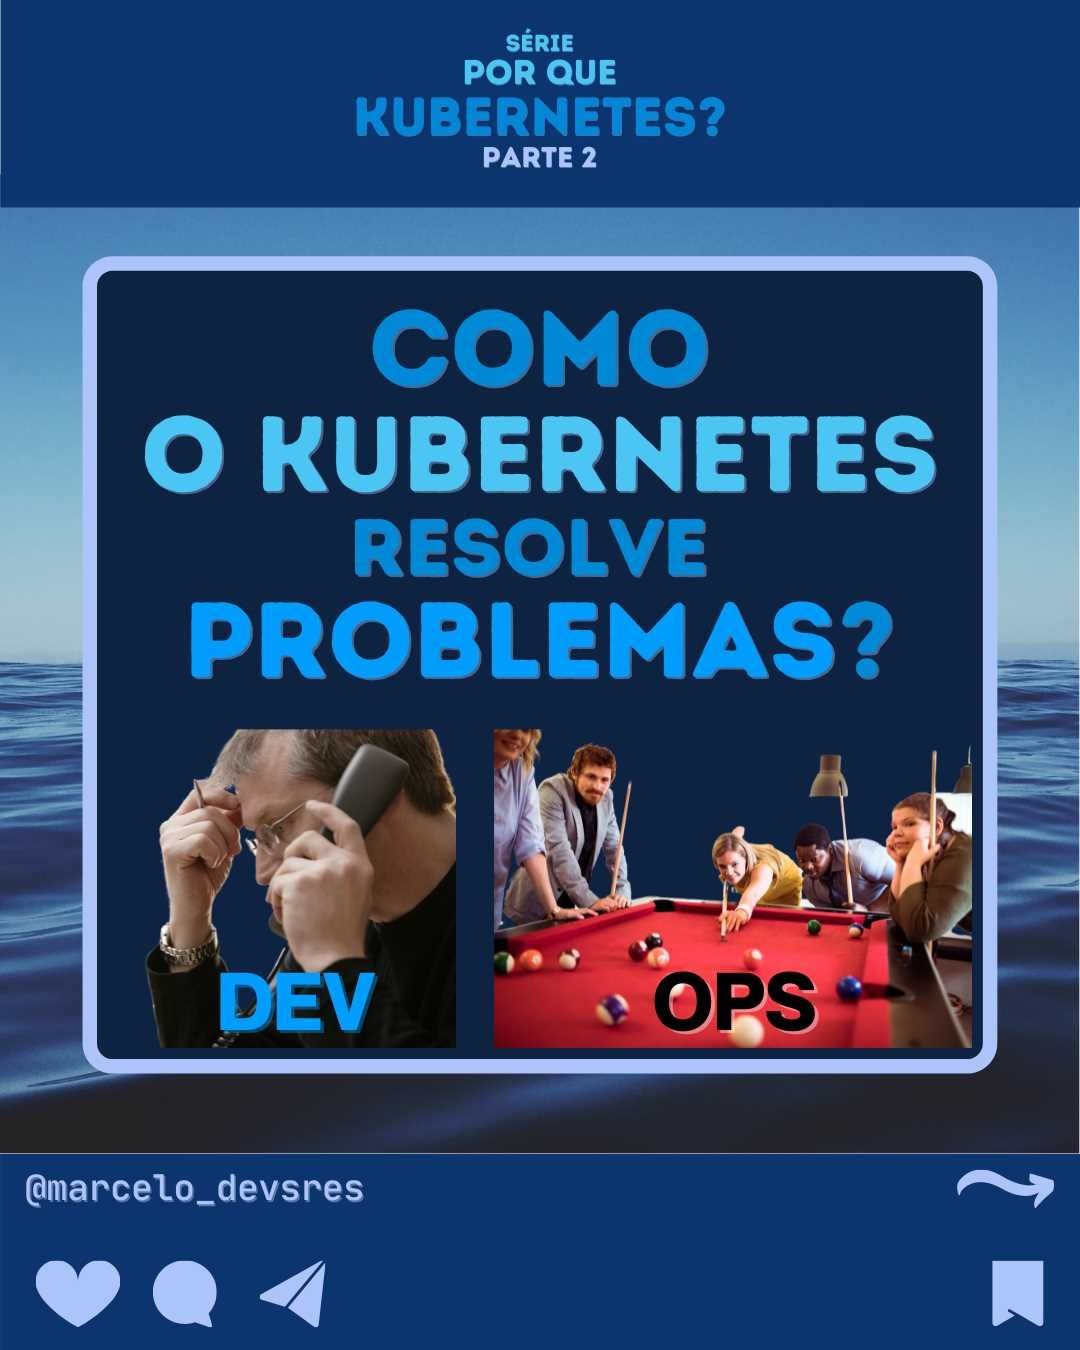 SÉRIE
POR QUE
KUBERNETES?
PARTE 2
COMO
O KUBERNETES
RESOLVE
PROBLEMAS?
DEV
OPS
@marcelo_devsres